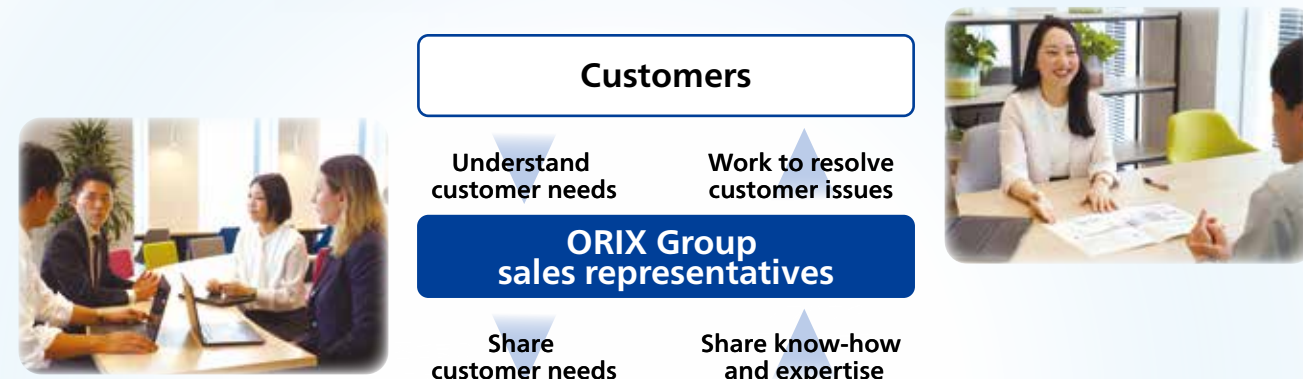 Customers
Understand
customer needs
Work to resolve
customer issues
ORIX Group
sales representatives
Share
customer needs
Share know-how
and expertise